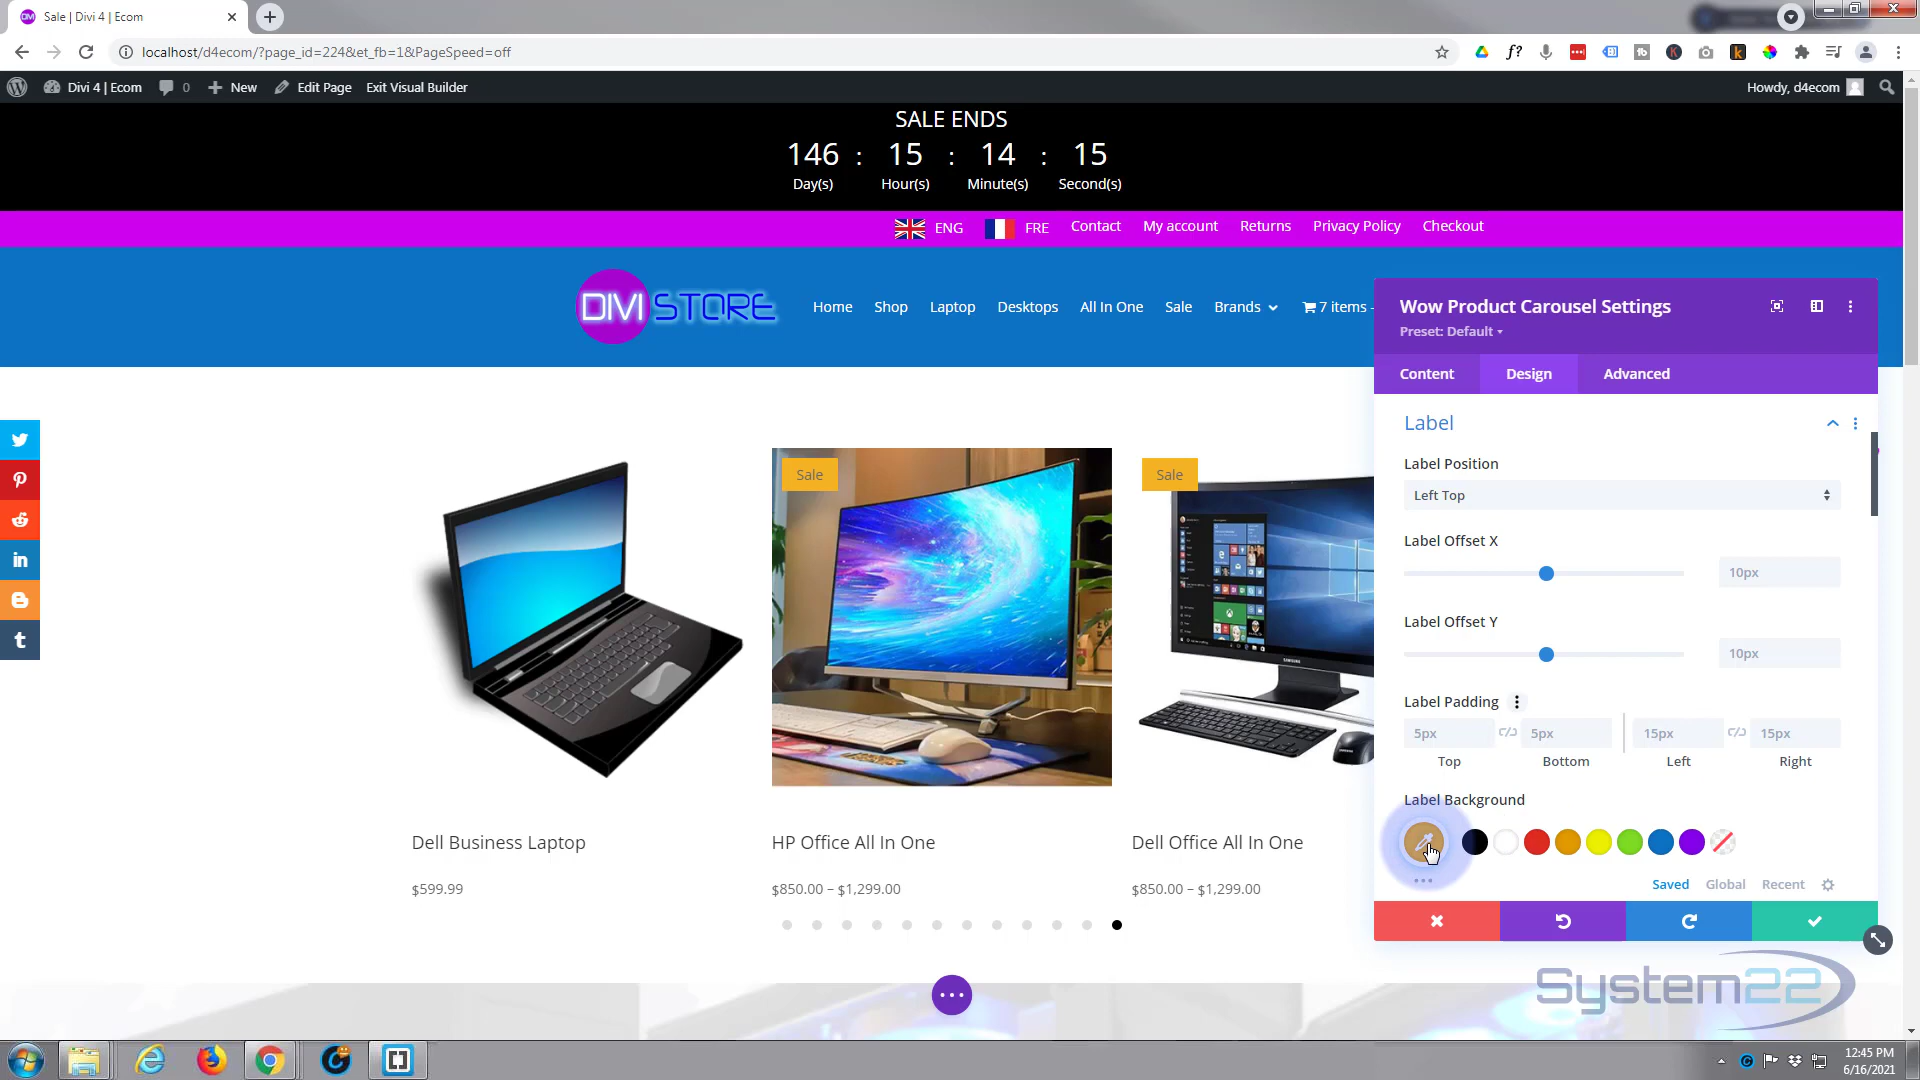 Sale | Divi 4 | Ecom
localhost/d4ecom/?page_id=224&et_fb=1&PageSpeed=off
Divi 4 | Ecom
0
New
Edit Page
Exit Visual Builder
Howdy, d4ecom
SALE ENDS
146 : 15 : 14 : 15
Day(s) Hour(s) Minute(s) Second(s)
ENG FRE Contact My account Returns Privacy Policy Checkout
DIVI STORE
Home Shop Laptop Desktops All In One Sale Brands 7 items -
Wow Product Carousel Settings
Preset: Default
Content Design Advanced
Label
Label Position
Left Top
Label Offset X
10px
Label Offset Y
10px
Label Padding
5px 5px 15px 15px
Top Bottom Left Right
Label Background
Saved Global Recent
Sale
Sale
Dell Business Laptop
$599.99
HP Office All In One
$850.00 – $1,299.00
Dell Office All In One
$850.00 – $1,299.00
System22
12:45 PM
6/16/2021